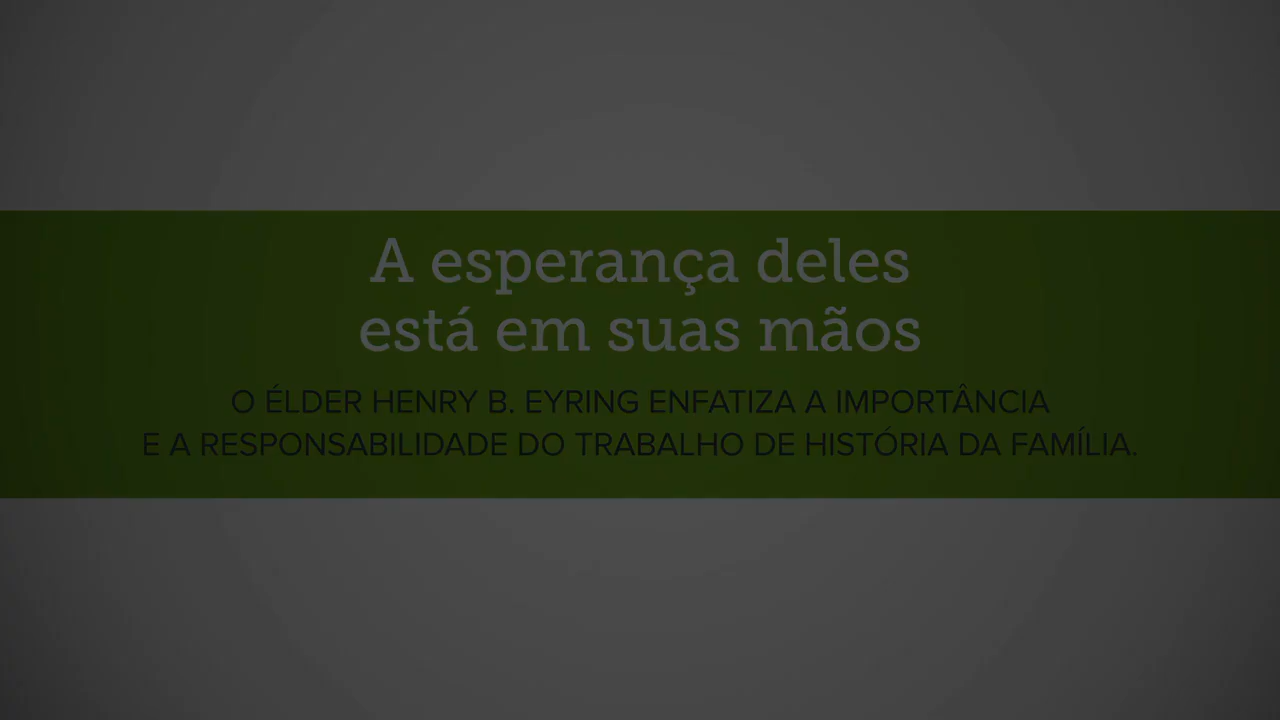 A esperança deles
está em suas mãos
O ÉLDER HENRY B. EYRING ENFATIZA A IMPORTÂNCIA
E A RESPONSABILIDADE DO TRABALHO DE HISTÓRIA DA FAMÍLIA.